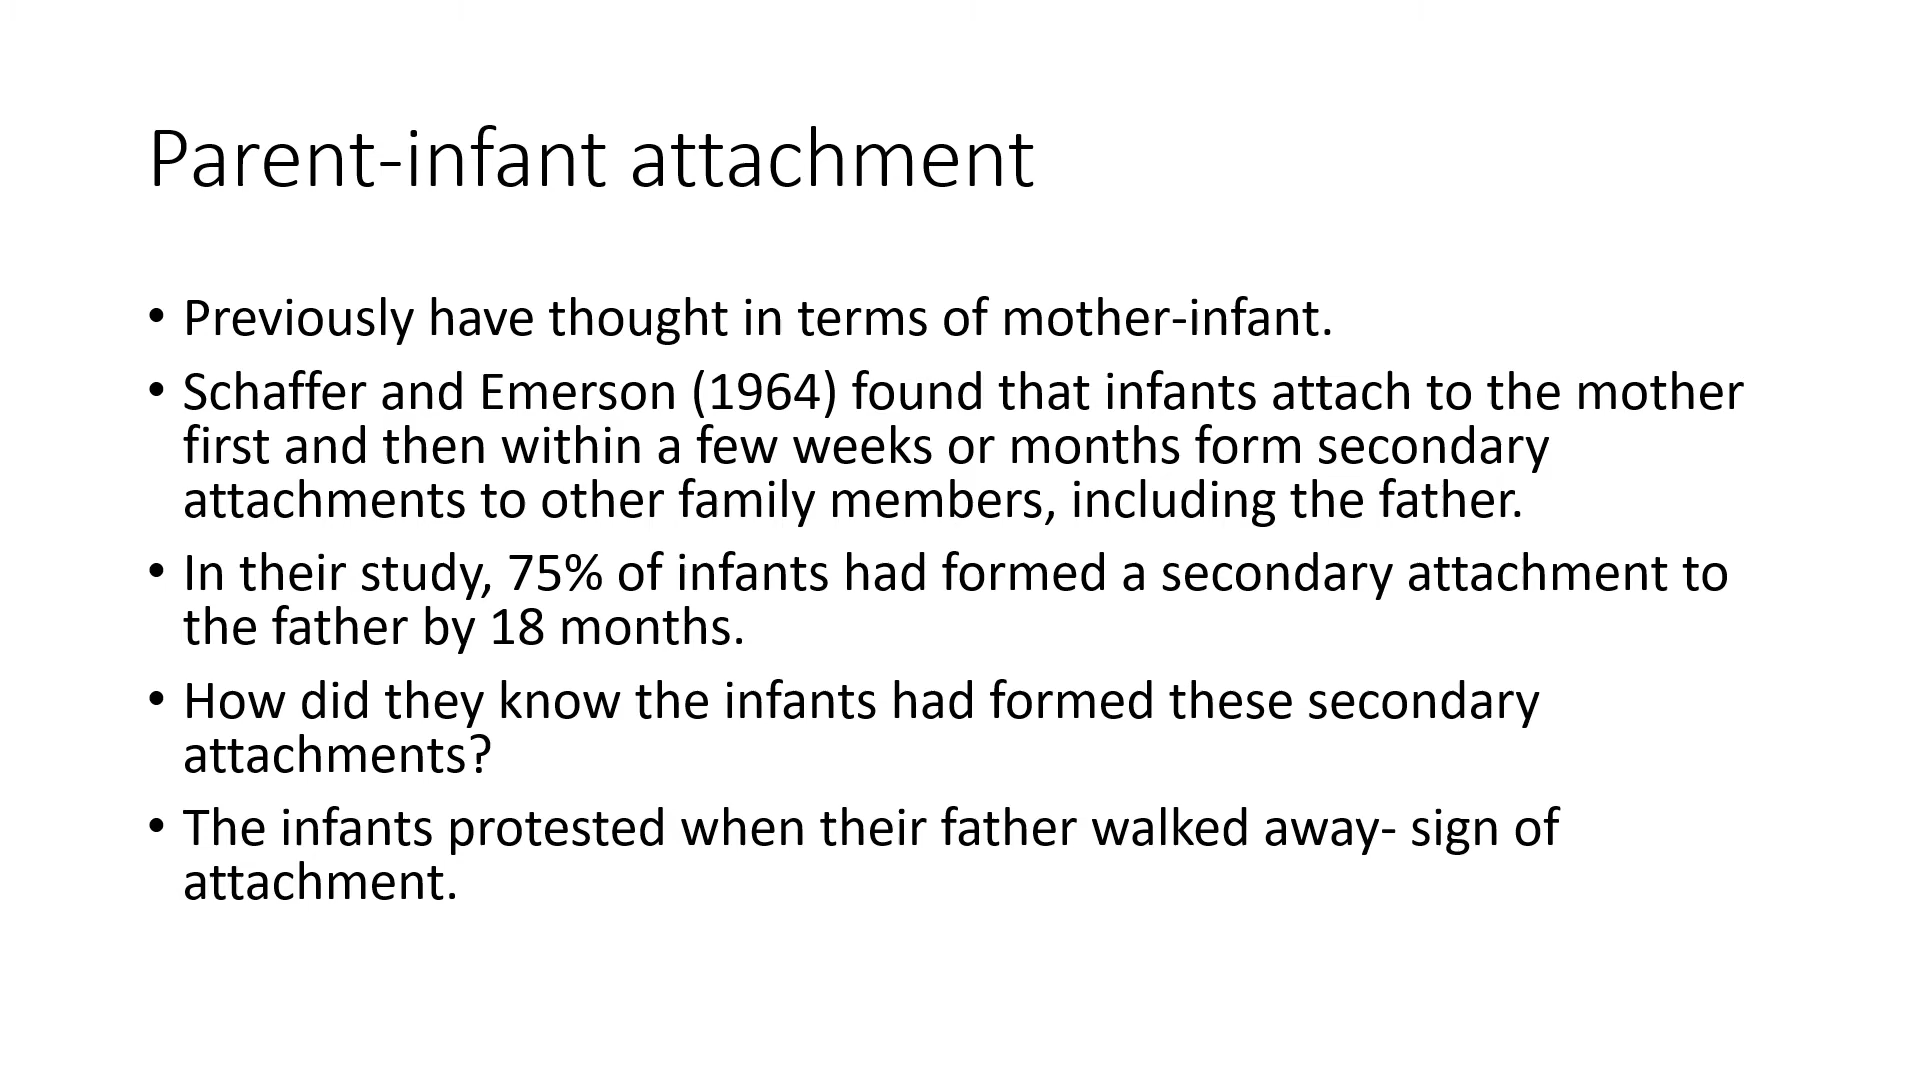 Parent-infant attachment
• Previously have thought in terms of mother-infant.
• Schaffer and Emerson (1964) found that infants attach to the mother
first and then within a few weeks or months form secondary
attachments to other family members, including the father.
• In their study, 75% of infants had formed a secondary attachment to
the father by 18 months.
• How did they know the infants had formed these secondary
attachments?
• The infants protested when their father walked away- sign of
attachment.